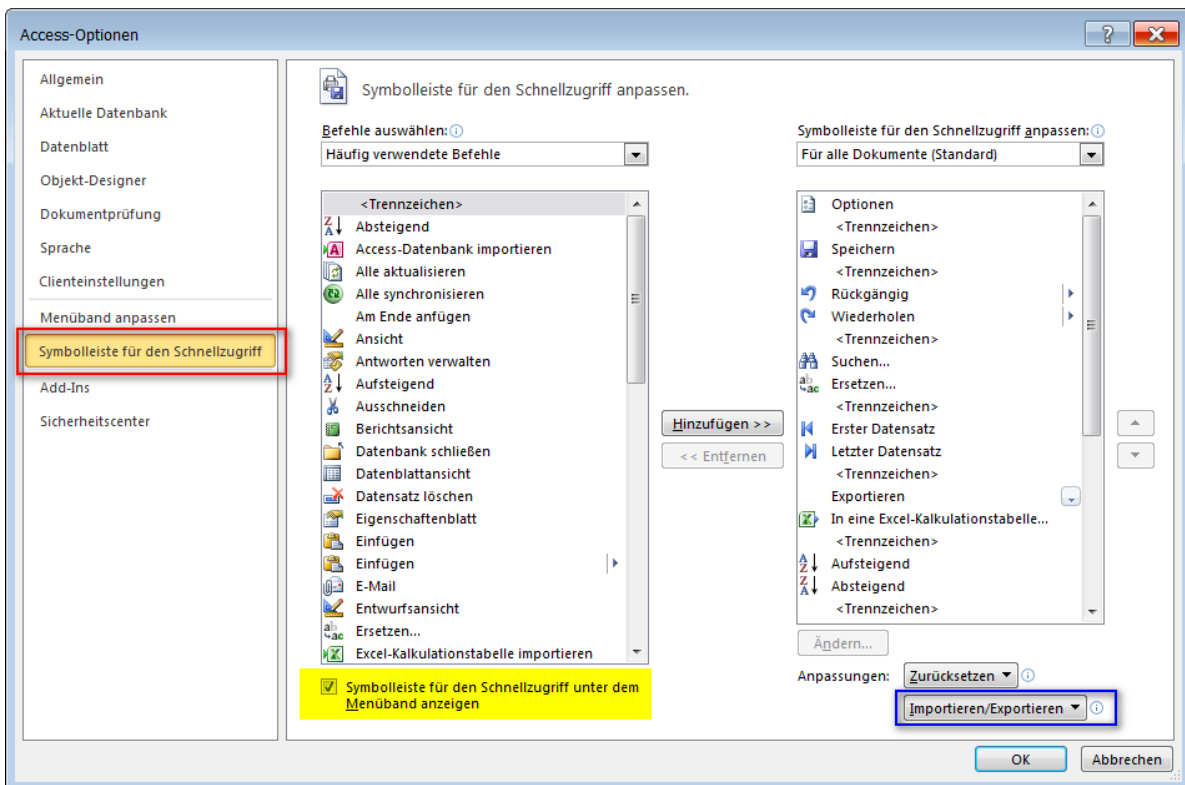 Access-Optionen
Allgemein
Aktuelle Datenbank
Datenblatt
Objekt-Designer
Dokumentprüfung
Sprache
Clienteinstellungen
Menüband anpassen
Symbolleiste für den Schnellzugriff
Add-Ins
Sicherheitscenter
Symbolleiste für den Schnellzugriff anpassen.
Befehle auswählen:
Häufig verwendete Befehle
<Trennzeichen>
Absteigend
Access-Datenbank importieren
Alle aktualisieren
Alle synchronisieren
Am Ende anfügen
Ansicht
Antworten verwalten
Aufsteigend
Ausschneiden
Berichtsansicht
Datenbank schließen
Datenblattansicht
Datensatz löschen
Eigenschaftenblatt
Einfügen
Einfügen
E-Mail
Entwurfsansicht
Ersetzen...
Excel-Kalkulationstabelle importieren
Symbolleiste für den Schnellzugriff unter dem
Menüband anzeigen
Hinzufügen >>
<< Entfernen
Symbolleiste für den Schnellzugriff anpassen:
Für alle Dokumente (Standard)
Optionen
<Trennzeichen>
Speichern
<Trennzeichen>
Rückgängig
Wiederholen
<Trennzeichen>
Suchen...
Ersetzen...
<Trennzeichen>
Erster Datensatz
Letzter Datensatz
<Trennzeichen>
Exportieren
In eine Excel-Kalkulationstabelle...
<Trennzeichen>
Aufsteigend
Absteigend
<Trennzeichen>
Ändern...
Anpassungen:
Zurücksetzen
Importieren/Exportieren
OK
Abbrechen